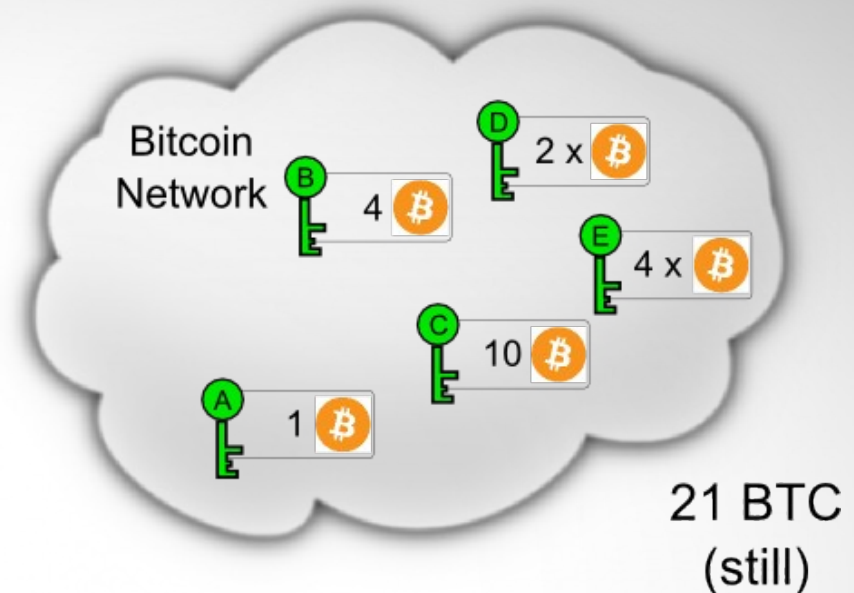 Bitcoin
Network
B
4 ₿
D
2 x ₿
E
4 x ₿
C
10 ₿
A
1 ₿
21 BTC
(still)